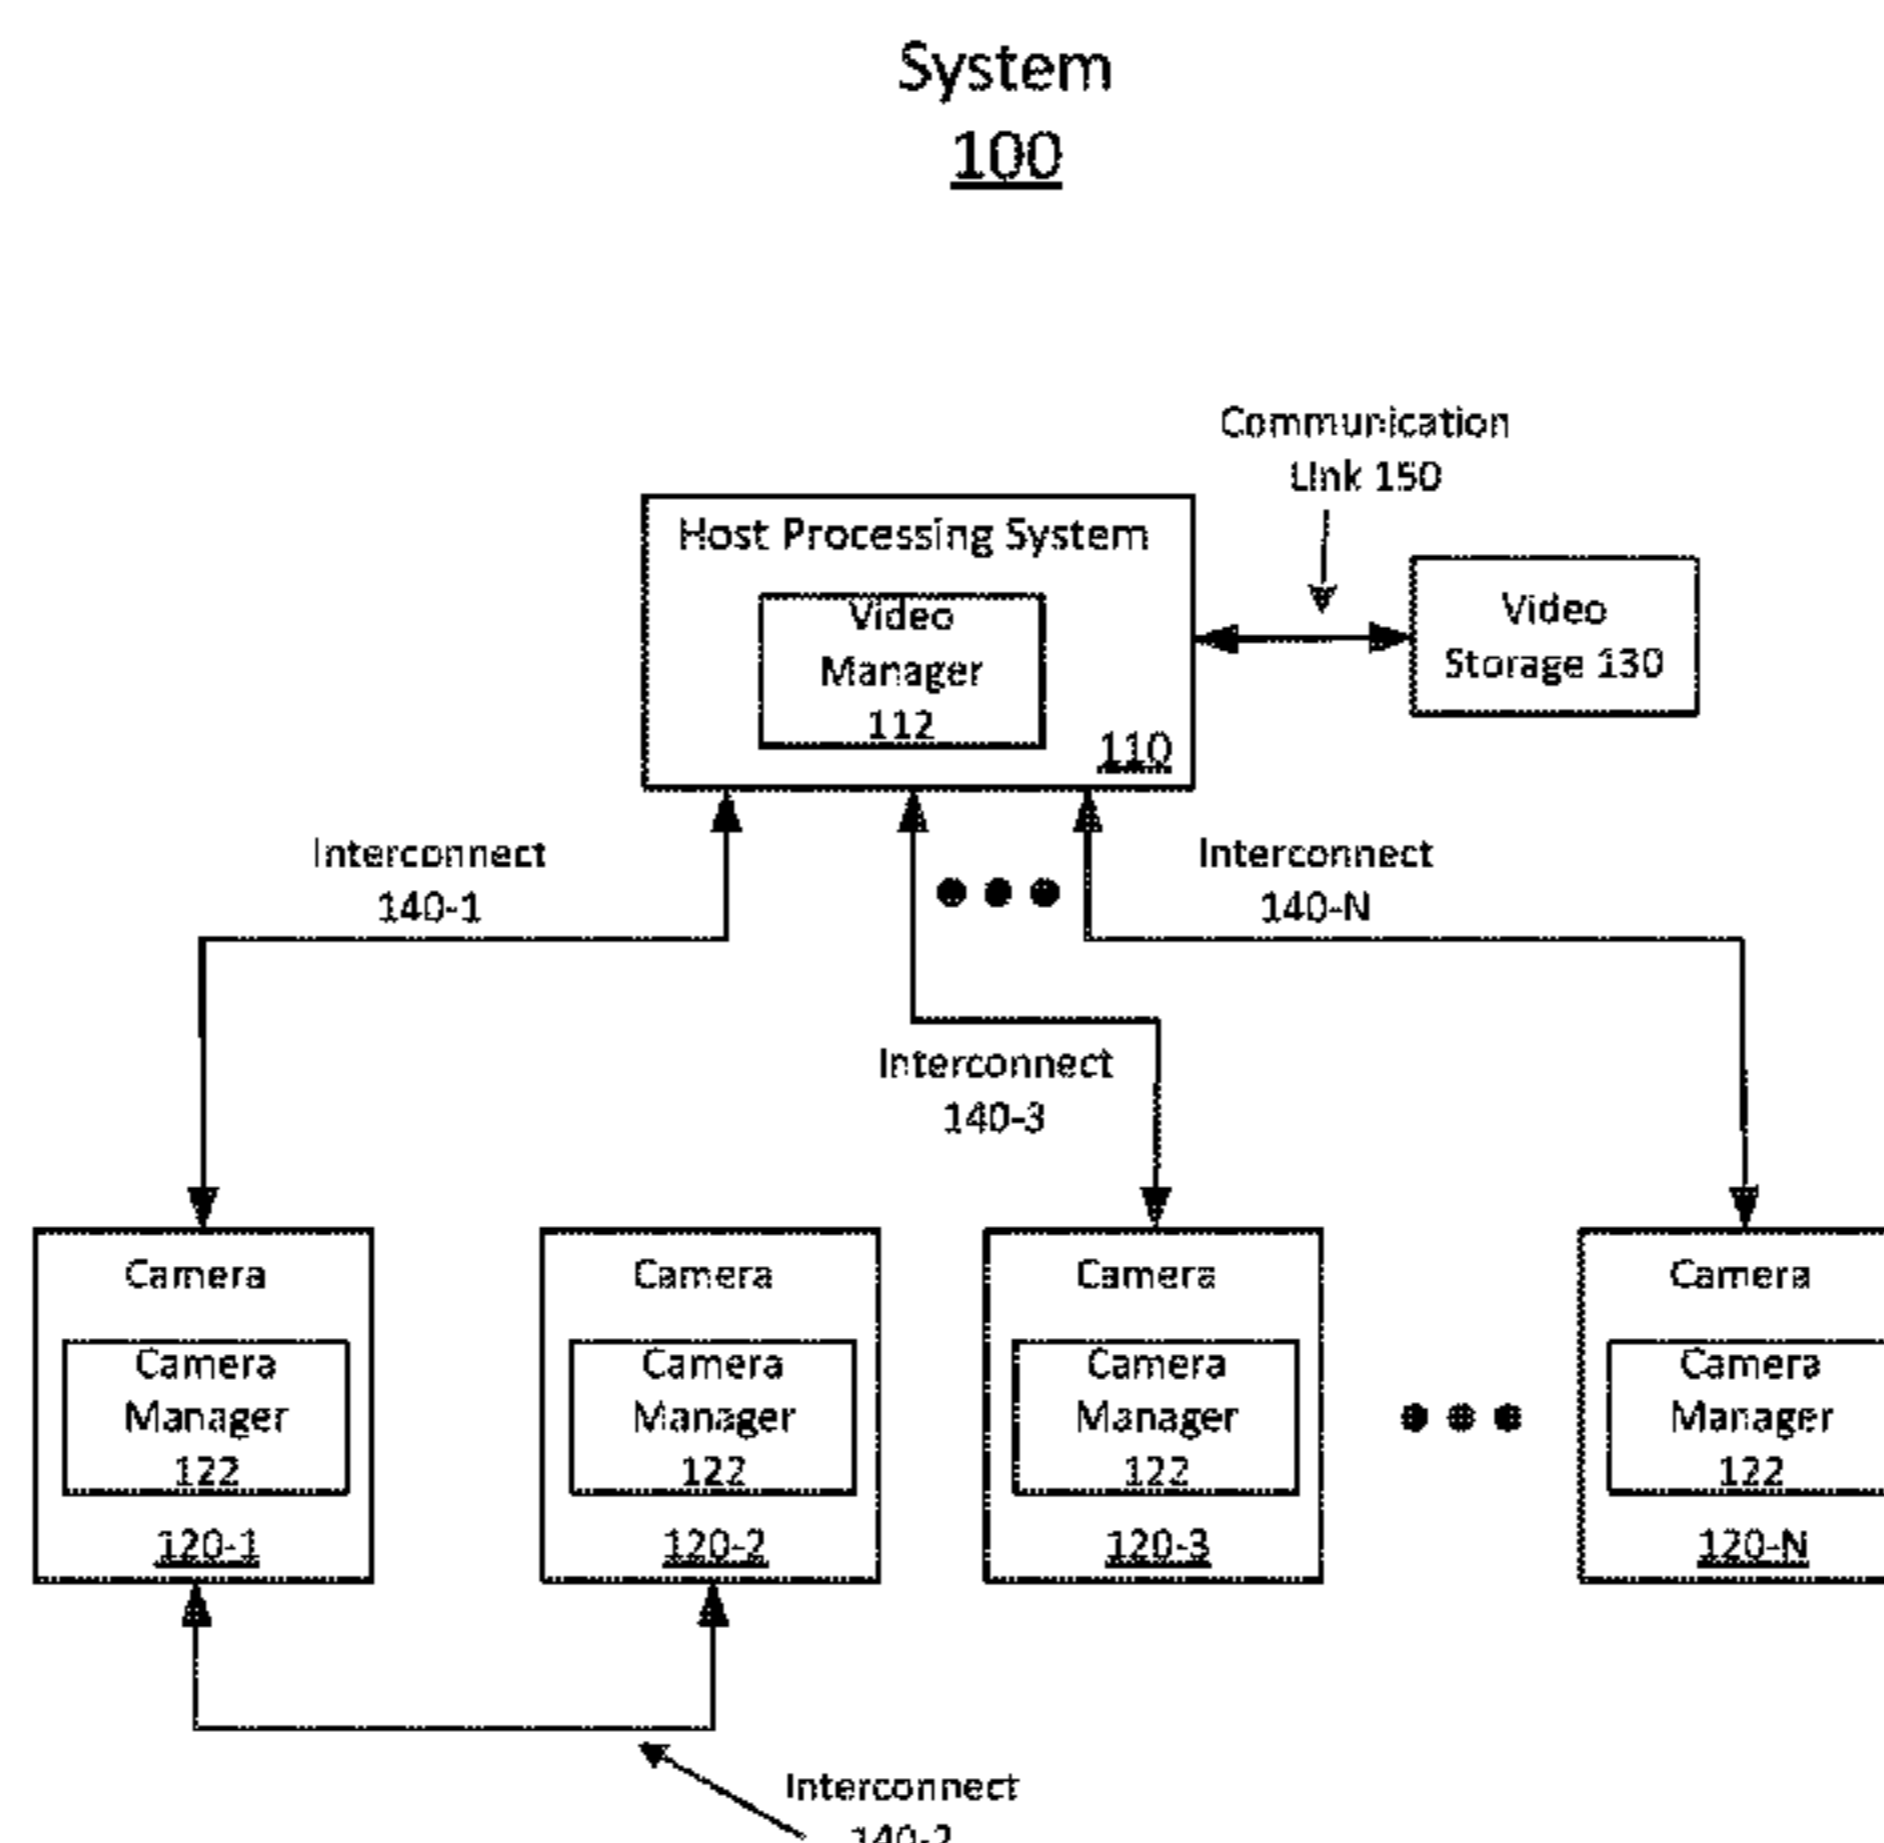 System
100
Communication
Link 150
Host Processing System
Video
Manager
112
110
Video
Storage 130
Interconnect
140-1
Interconnect
140-N
Interconnect
140-3
Camera
Camera
Manager
122
120-1
Camera
Camera
Manager
122
120-2
Camera
Camera
Manager
122
120-3
Camera
Camera
Manager
122
120-N
Interconnect
140-2